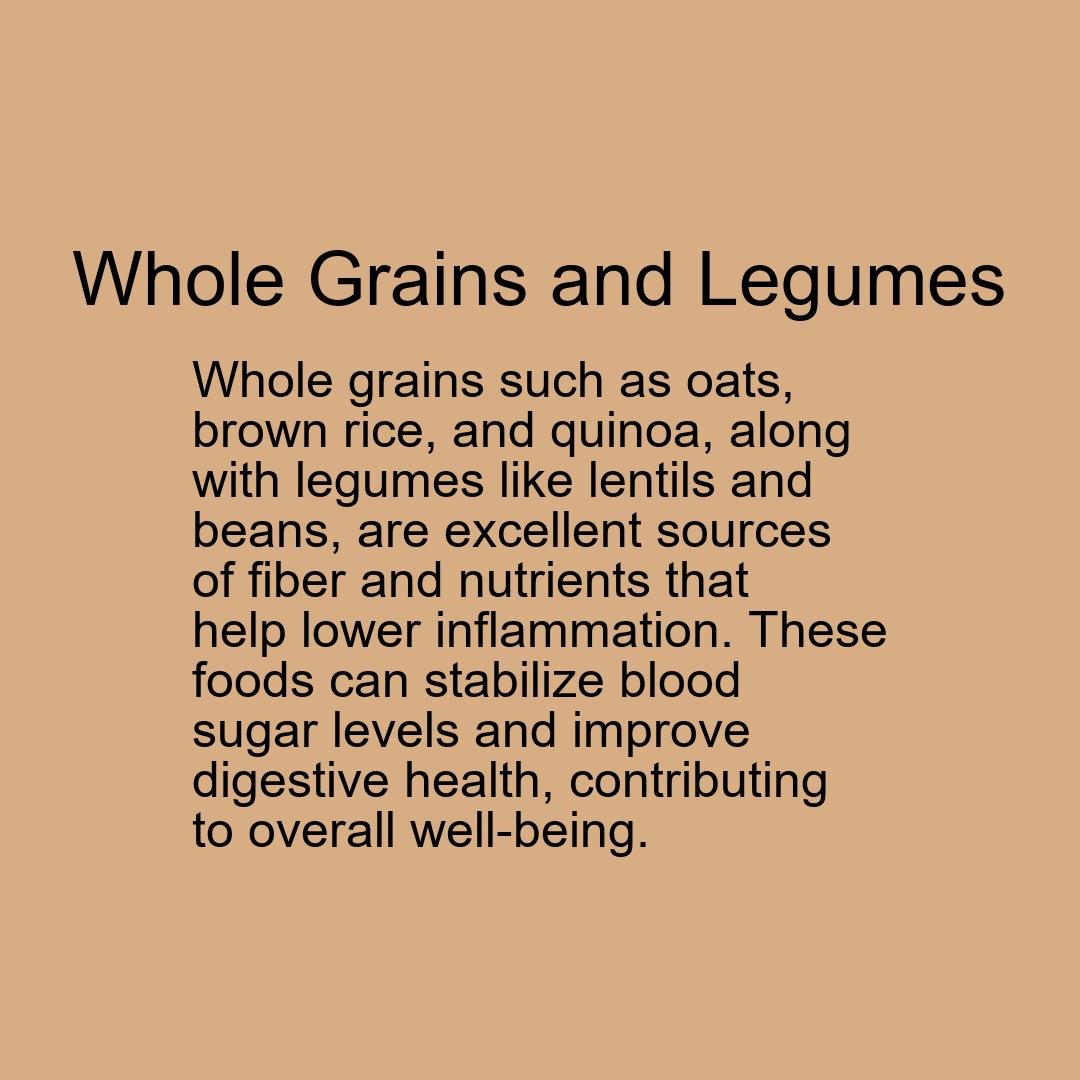 Whole Grains and Legumes
Whole grains such as oats,
brown rice, and quinoa, along
with legumes like lentils and
beans, are excellent sources
of fiber and nutrients that
help lower inflammation. These
foods can stabilize blood
sugar levels and improve
digestive health, contributing
to overall well-being.